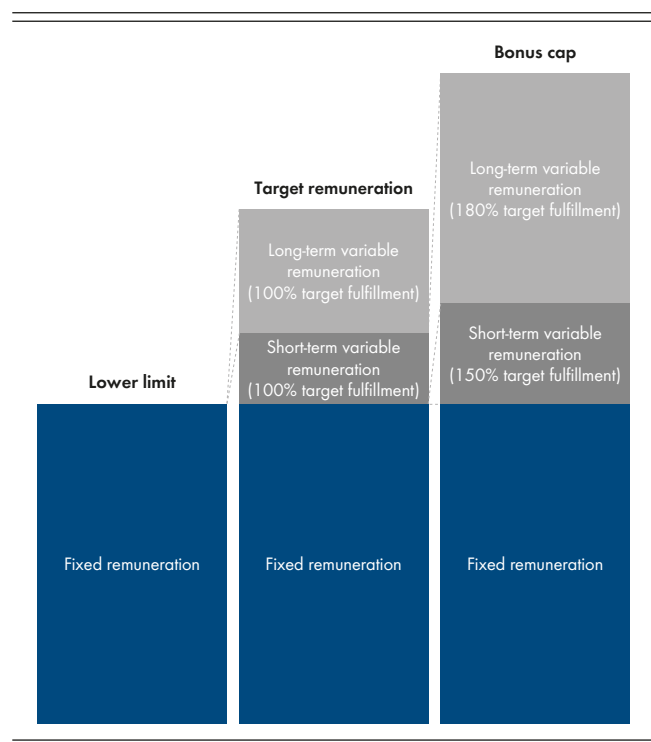 Bonus cap
Long-term variable
remuneration
(180% target fulfillment)
Target remuneration
Long-term variable
remuneration
(100% target fulfillment)
Short-term variable
remuneration
(150% target fulfillment)
Short-term variable
remuneration
(100% target fulfillment)
Lower limit
Fixed remuneration
Fixed remuneration
Fixed remuneration